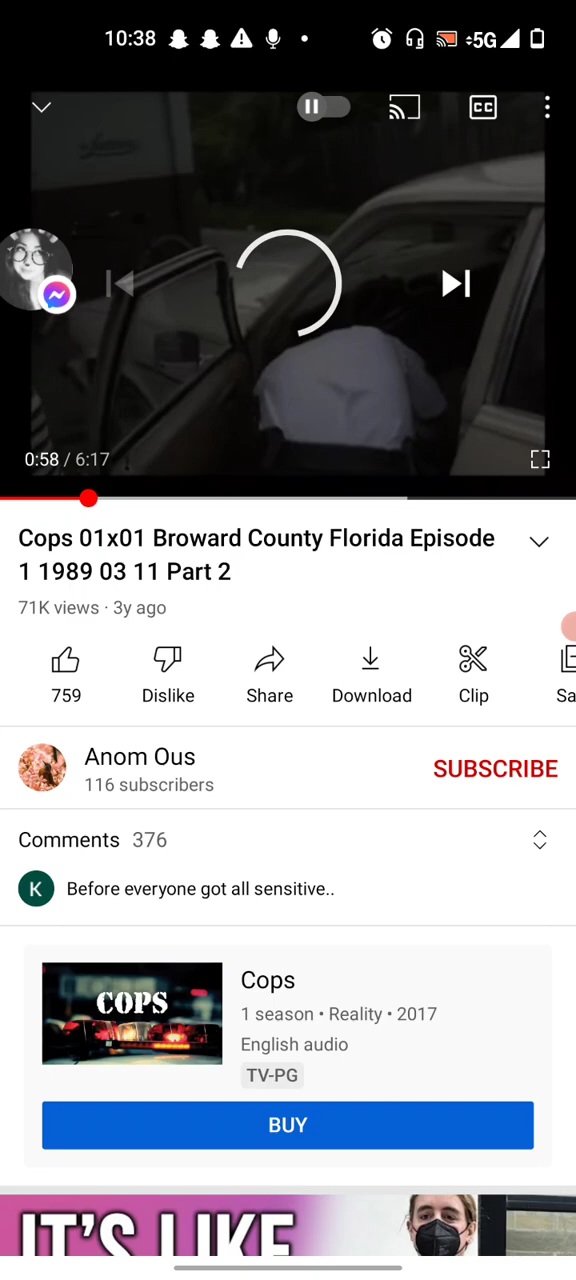 10:38
5G
CC
0:58 / 6:17
Cops 01x01 Broward County Florida Episode
1 1989 03 11 Part 2
71K views · 3y ago
759
Dislike
Share
Download
Clip
Sa
Anom Ous
116 subscribers
SUBSCRIBE
Comments 376
K
Before everyone got all sensitive..
COPS
Cops
1 season • Reality • 2017
English audio
TV-PG
BUY
IT'S LIKE